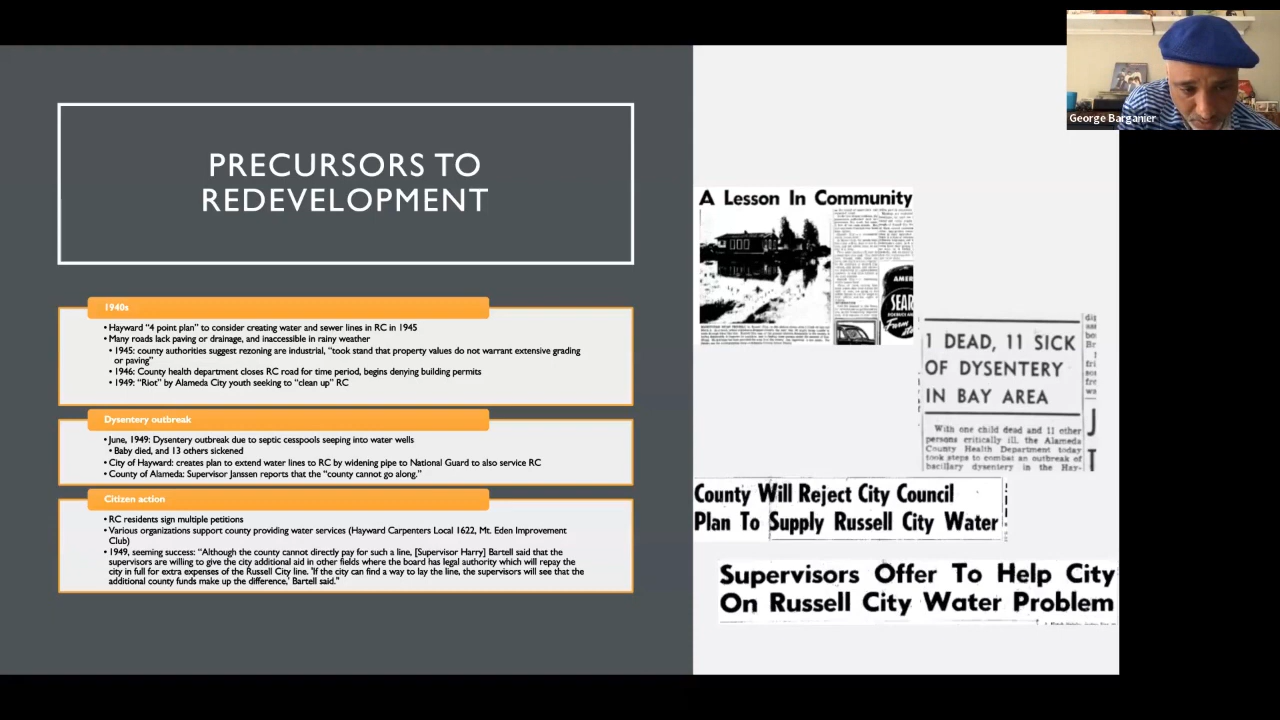 PRECURSORS TO
REDEVELOPMENT
1940s
• Hayward "4 point plan" to consider creating water and sewer lines in RC in 1945
• Many roads lack paving or drainage, and inaccessible in rainy weather
• 1945: county authorities suggest rezoning are industrial, "took stand that property values do not warrant extensive grading
or paving"
• 1946: County health department closes RC road for time period, begins denying building permits
• 1949: "Riot" by Alameda City youth seeking to "clean up" RC
Dysentery outbreak
• June, 1949: Dysentery outbreak due to septic cesspools seeping into water wells
• Baby died, and 13 others sickened
• City of Hayward: creates plan to extend water lines to RC by widening pipe to National Guard to also service RC
• County of Alameda: Supervisor Janssen reports that the "county cannot go along."
Citizen action
• RC residents sign multiple petitions
• Various organizations support county providing water services (Hayward Carpenters Local 1622, Mt. Eden Improvement
Club)
• 1949, seeming success: "Although the county cannot directly pay for such a line, [Supervisor Harry] Bartell said that the
supervisors are willing to give the city additional aid in other fields where the board has legal authority which will repay the
city in full for extra expenses of the Russell City line. 'If the city can find a way to lay the line, the supervisors will see that the
additional county funds make up the difference,' Bartell said."
George Barganier
A Lesson In Community
AMER
SEAR
From
1 DEAD, 11 SICK
OF DYSENTERY
IN BAY AREA
With one child dead and 11 other
persons critically ill, the Alameda
County Health Department today
took steps to combat an outbreak of
bacillary dysentery in the Hay-
County Will Reject City Council
Plan To Supply Russell City Water
Supervisors Offer To Help City
On Russell City Water Problem